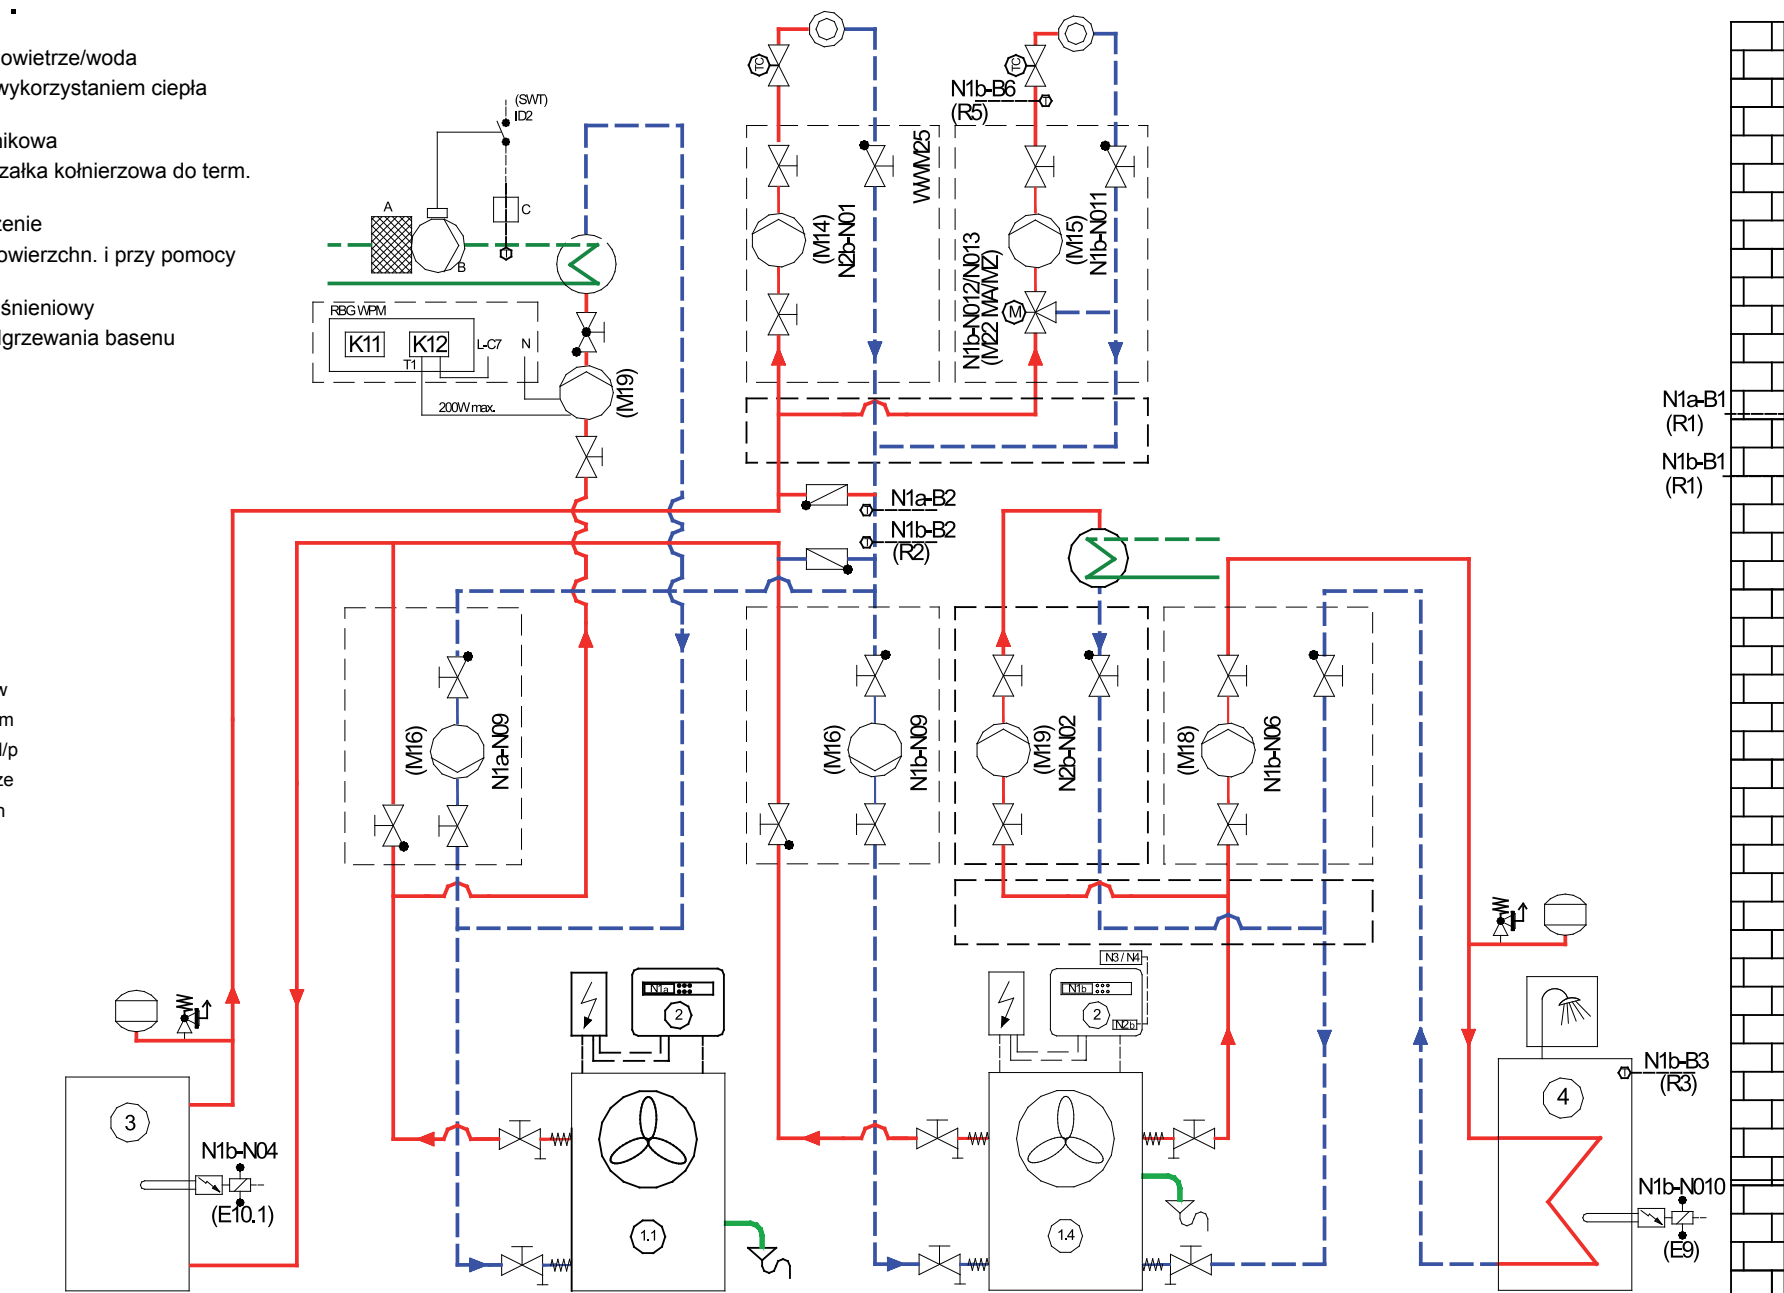 owietrze/woda
wykorzystaniem ciepła
nikowa
załka kołnierzowa do term.
zenie
owierzchn. i przy pomocy
śnieniowy
grzewania basenu
w
m
l/p
ze
n
(SWT)
ID2
A
B
C
RBG WPM
K11
K12
T1
L-C7
N
200W max.
(M19)
TC
(M14)
N2b-N01
WWM25
TC
N1b-B6
(R5)
T
(M15)
N1b-N011
N1b-N012/N013
(M22 MA/MZ)
M
N1a-B1
(R1)
N1b-B1
(R1)
T
N1a-B2
T
N1b-B2
(R2)
(M16)
N1a-N09
(M16)
N1b-N09
(M19)
N2b-N02
(M18)
N1b-N06
N1a
2
N3 / N4
N1b
2
N2b
3
N1b-N04
(E10.1)
1.1
1.4
4
T
N1b-B3
(R3)
N1b-N010
(E9)